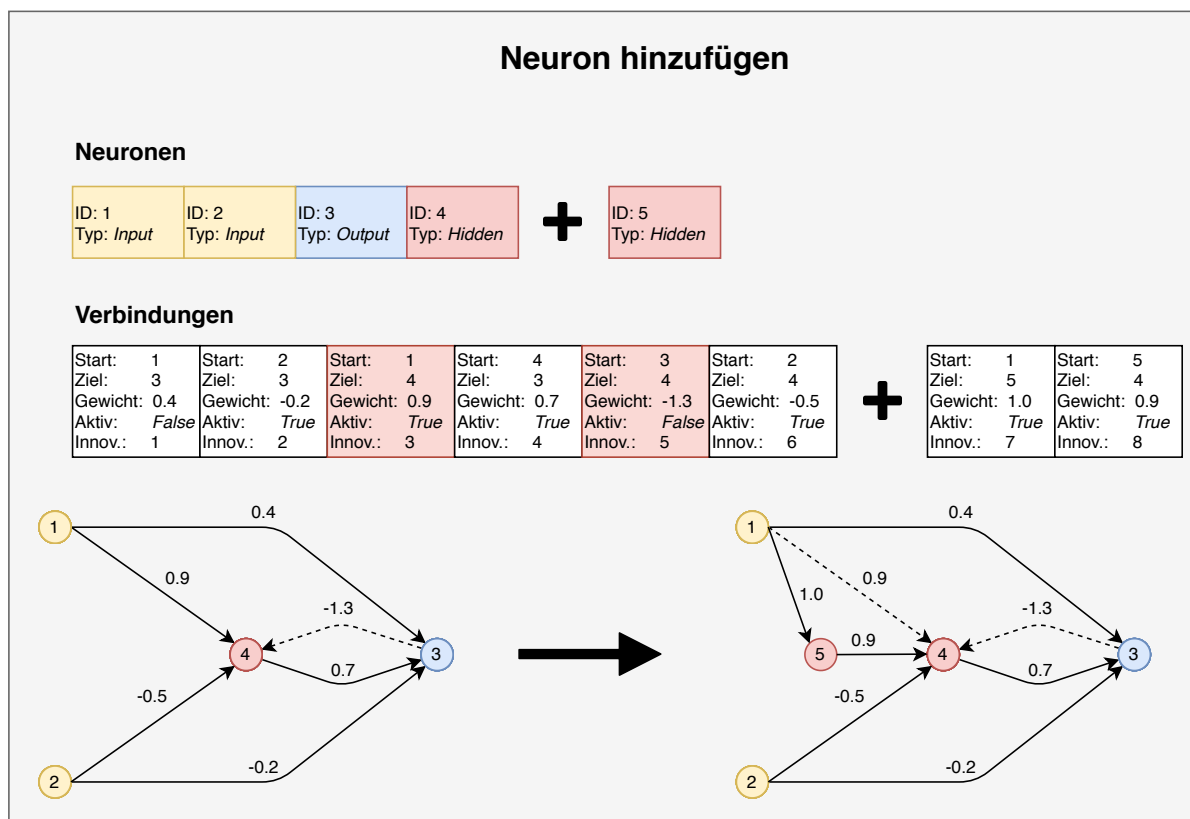 Neuron hinzufügen
Neuronen
ID: 1
Typ: Input
ID: 2
Typ: Input
ID: 3
Typ: Output
ID: 4
Typ: Hidden
ID: 5
Typ: Hidden
Verbindungen
Start: 1
Ziel: 3
Gewicht: 0.4
Aktiv: False
Innov.: 1
Start: 2
Ziel: 3
Gewicht: -0.2
Aktiv: True
Innov.: 2
Start: 1
Ziel: 4
Gewicht: 0.9
Aktiv: True
Innov.: 3
Start: 4
Ziel: 3
Gewicht: 0.7
Aktiv: True
Innov.: 4
Start: 3
Ziel: 4
Gewicht: -1.3
Aktiv: False
Innov.: 5
Start: 2
Ziel: 4
Gewicht: -0.5
Aktiv: True
Innov.: 6
Start: 1
Ziel: 5
Gewicht: 1.0
Aktiv: True
Innov.: 7
Start: 5
Ziel: 4
Gewicht: 0.9
Aktiv: True
Innov.: 8
1
0.4
0.9
-1.3
4
3
0.7
-0.5
-0.2
2
1
0.4
0.9
1.0
-1.3
5
0.9
4
3
0.7
-0.5
-0.2
2